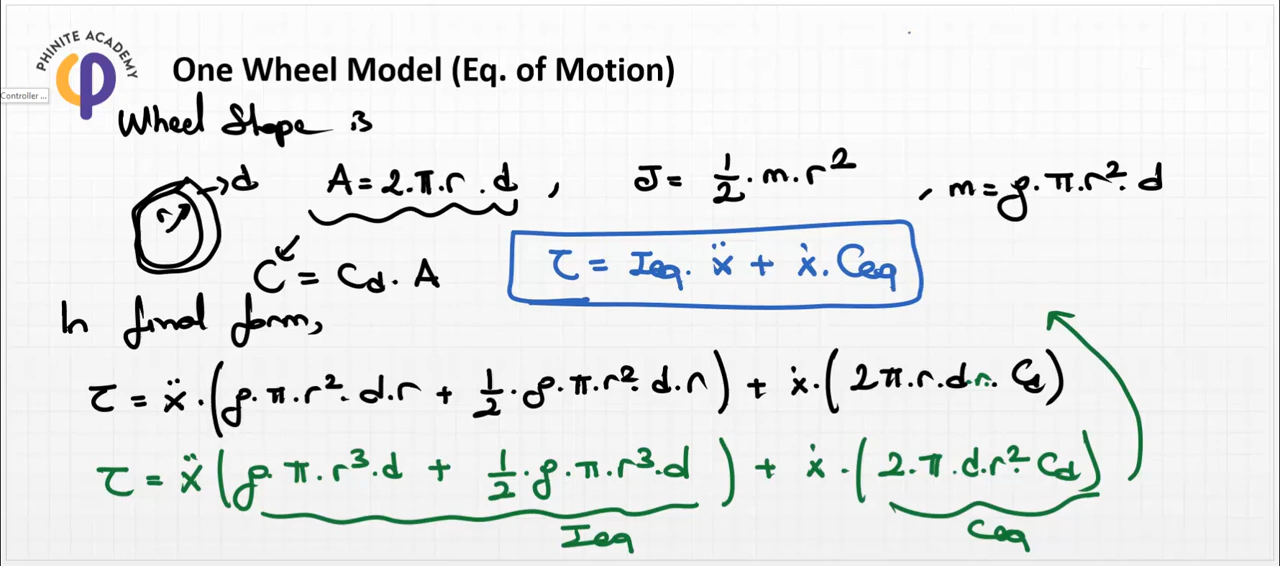 PHINITE ACADEMY
One Wheel Model (Eq. of Motion)
Controller ...
Wheel Slope is
r →d A = 2.π.r.d , J = 1/2 . m . r² , m = ρ.π.r².d
C = Cd . A τ = Ieq . ẍ + ẋ . Ceq
In final form,
τ = ẍ . (ρ.π.r².d.r + 1/2 . ρ.π.r².d.r) + ẋ . (2π.r.d.r. Cd)
τ = ẍ (ρ.π.r³.d + 1/2 . ρ.π.r³.d) + ẋ . (2.π.d.r² Cd)
Ieq Ceq